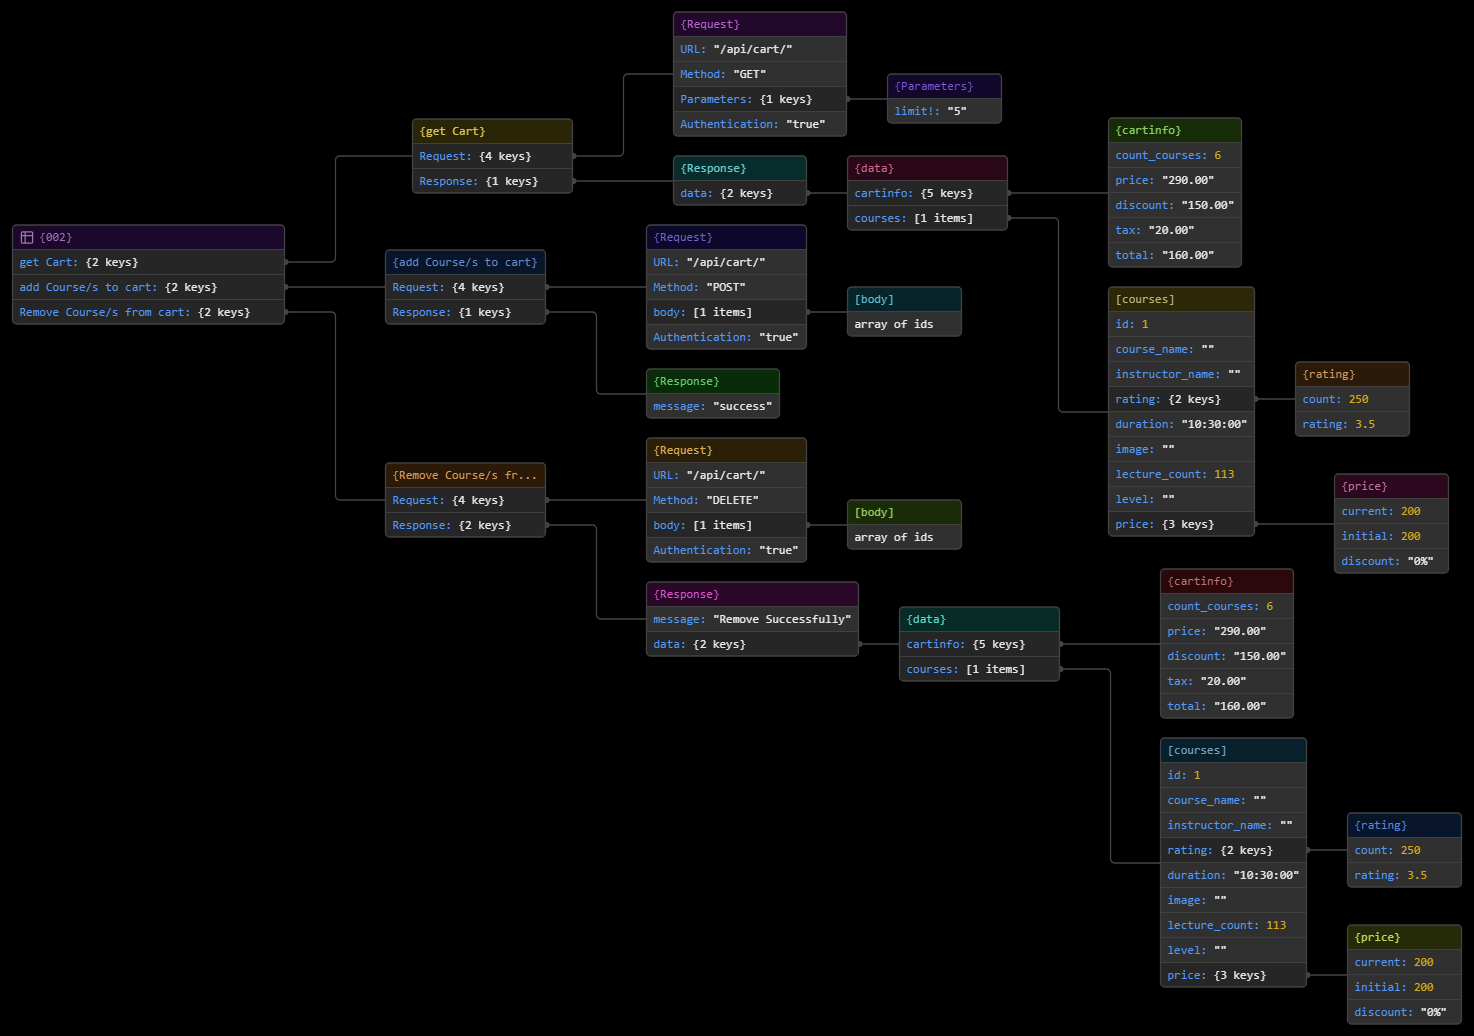 {002}
get Cart: {2 keys}
add Course/s to cart: {2 keys}
Remove Course/s from cart: {2 keys}
{get Cart}
Request: {4 keys}
Response: {1 keys}
{Request}
URL: "/api/cart/"
Method: "GET"
Parameters: {1 keys}
Authentication: "true"
{Parameters}
limit!: "5"
{Response}
data: {2 keys}
{data}
cartinfo: {5 keys}
courses: [1 items]
{cartinfo}
count_courses: 6
price: "290.00"
discount: "150.00"
tax: "20.00"
total: "160.00"
[courses]
id: 1
course_name: ""
instructor_name: ""
rating: {2 keys}
duration: "10:30:00"
image: ""
lecture_count: 113
level: ""
price: {3 keys}
{rating}
count: 250
rating: 3.5
{price}
current: 200
initial: 200
discount: "0%"
{add Course/s to cart}
Request: {4 keys}
Response: {1 keys}
{Request}
URL: "/api/cart/"
Method: "POST"
body: [1 items]
Authentication: "true"
[body]
array of ids
{Response}
message: "success"
{Remove Course/s fr...
Request: {4 keys}
Response: {2 keys}
{Request}
URL: "/api/cart/"
Method: "DELETE"
body: [1 items]
Authentication: "true"
[body]
array of ids
{Response}
message: "Remove Successfully"
data: {2 keys}
{data}
cartinfo: {5 keys}
courses: [1 items]
{cartinfo}
count_courses: 6
price: "290.00"
discount: "150.00"
tax: "20.00"
total: "160.00"
[courses]
id: 1
course_name: ""
instructor_name: ""
rating: {2 keys}
duration: "10:30:00"
image: ""
lecture_count: 113
level: ""
price: {3 keys}
{rating}
count: 250
rating: 3.5
{price}
current: 200
initial: 200
discount: "0%"